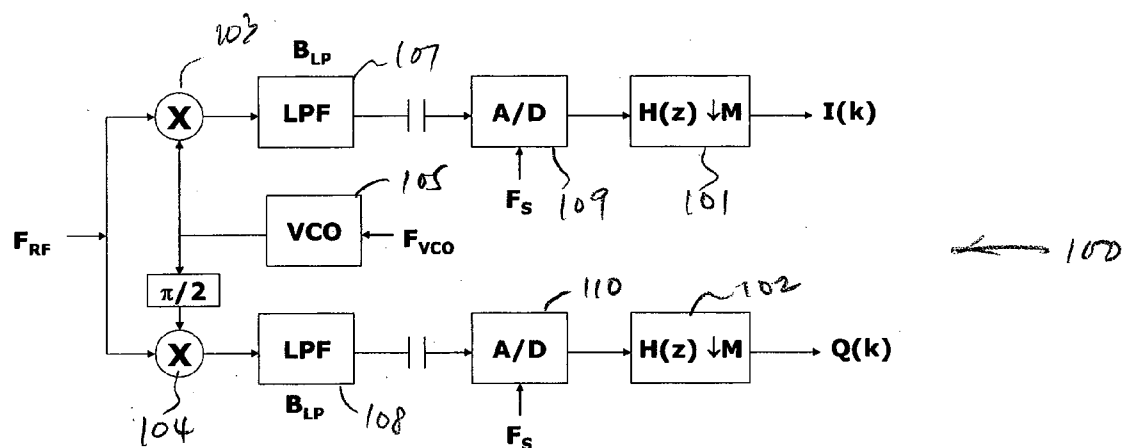 103
B_LP
107
X
LPF
A/D
H(z) ↓M
I(k)
105
F_S
109
101
F_RF
VCO
F_VCO
100
π/2
110
102
X
LPF
A/D
H(z) ↓M
Q(k)
104
B_LP
108
F_S